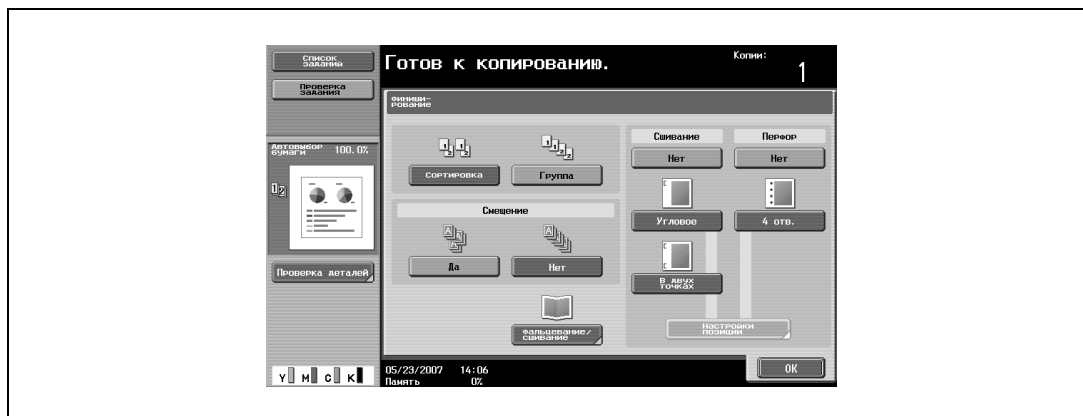 Список
заданий
Готов к копированию.
Копии:
1
Проверка
задания
Финиши-
рование
Автовыбор
бумаги
100.0%
Сшивание
Перфор
Нет
Нет
Сортировка
Группа
Смещение
Угловое
4 отв.
Да
Нет
Проверка деталей
В двух
точках
Фальцевание/
сшивание
Настройки
позиции
OK
Y M C K
05/23/2007 14:06
Память 0%